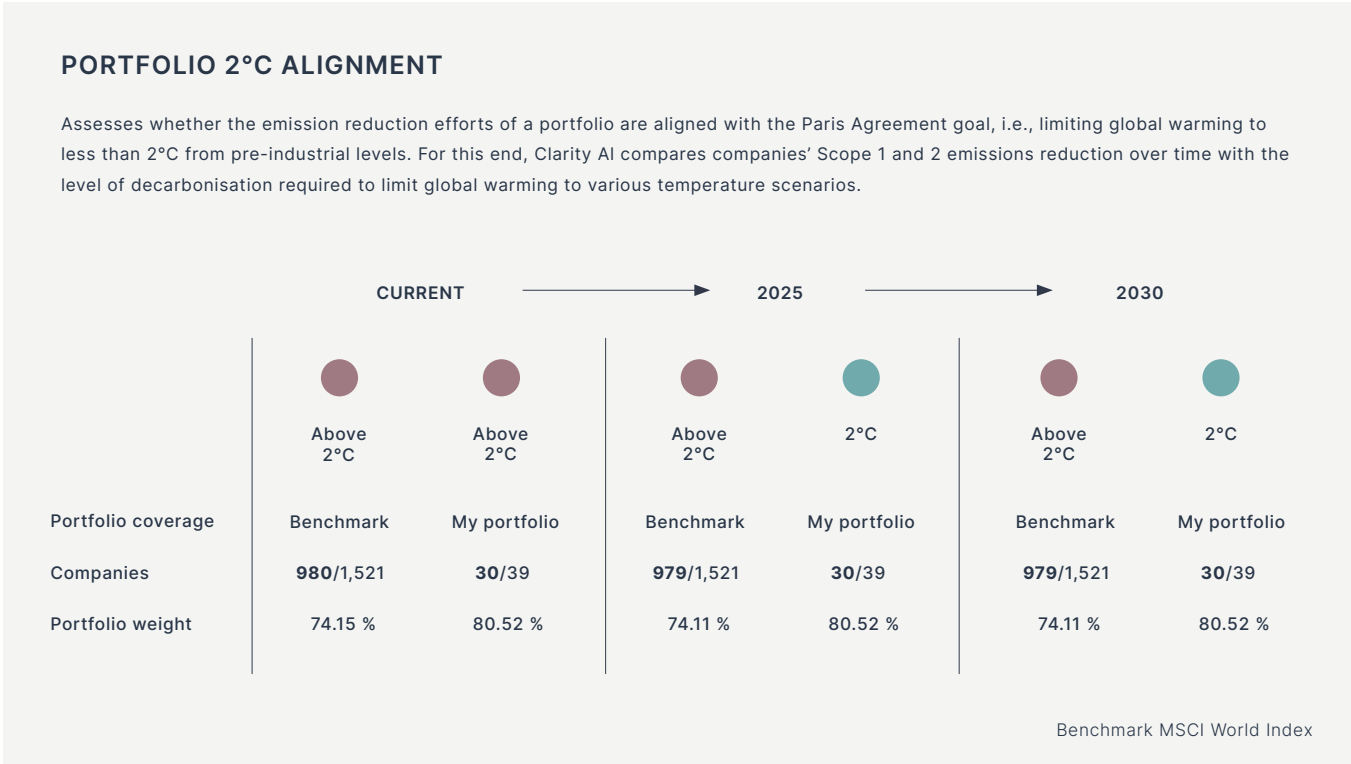 PORTFOLIO 2°C ALIGNMENT
Assesses whether the emission reduction efforts of a portfolio are aligned with the Paris Agreement goal, i.e., limiting global warming to
less than 2°C from pre-industrial levels. For this end, Clarity AI compares companies’ Scope 1 and 2 emissions reduction over time with the
level of decarbonisation required to limit global warming to various temperature scenarios.
CURRENT 2025 2030
Above Above Above 2°C Above 2°C
2°C 2°C 2°C 2°C
Portfolio coverage Benchmark My portfolio Benchmark My portfolio Benchmark My portfolio
Companies 980/1,521 30/39 979/1,521 30/39 979/1,521 30/39
Portfolio weight 74.15 % 80.52 % 74.11 % 80.52 % 74.11 % 80.52 %
Benchmark MSCI World Index